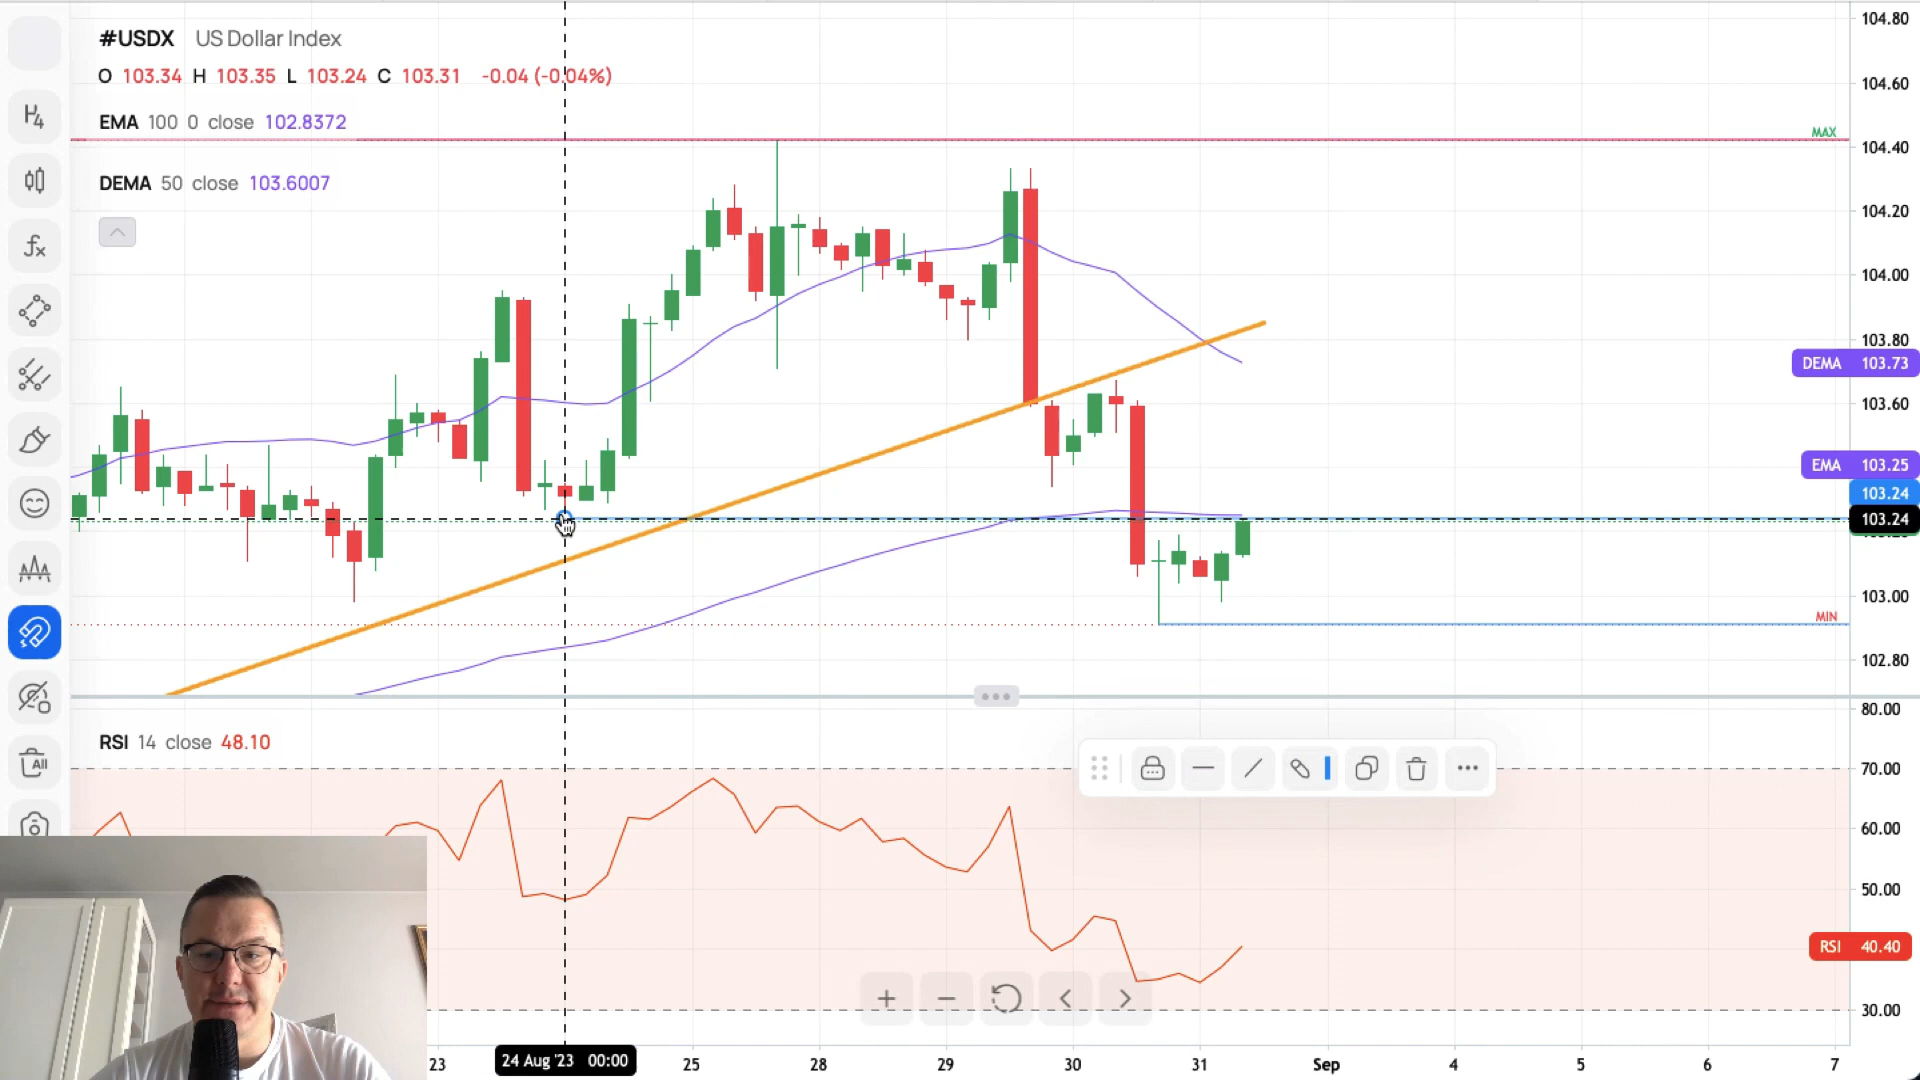 #USDX US Dollar Index
O 103.34 H 103.35 L 103.24 C 103.31 -0.04 (-0.04%)
EMA 100 0 close 102.8372
DEMA 50 close 103.6007
H4
fx
All
MAX
MIN
104.80
104.60
104.40
104.20
104.00
103.80
DEMA 103.73
103.60
EMA 103.25
103.24
103.24
103.00
102.80
RSI 14 close 48.10
80.00
70.00
60.00
50.00
RSI 40.40
30.00
23 24 Aug '23 00:00 25 28 29 30 31 Sep 4 5 6 7